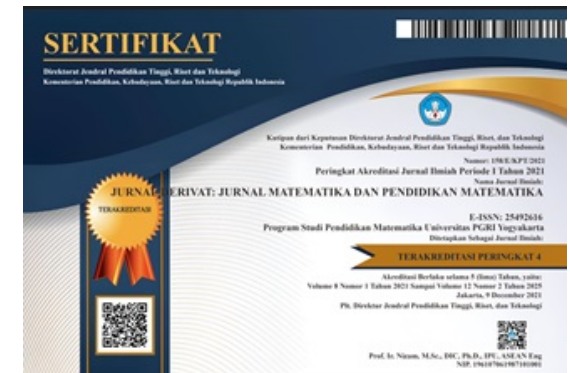 SERTIFIKAT
Direktorat Jendral Pendidikan Tinggi, Riset dan Teknologi
Kementerian Pendidikan, Kebudayaan, Riset dan Teknologi Republik Indonesia
Kutipan dari Keputusan Direktorat Jendral Pendidikan Tinggi, Riset, dan Teknologi
Kementerian Pendidikan, Kebudayaan, Riset dan Teknologi Republik Indonesia
Nomor: 158/E/KPT/2021
Peringkat Akreditasi Jurnal Ilmiah Periode I Tahun 2021
Nama Jurnal Ilmiah:
JURNAL DERIVAT: JURNAL MATEMATIKA DAN PENDIDIKAN MATEMATIKA
TERAKREDITASI
E-ISSN: 25492616
Program Studi Pendidikan Matematika Universitas PGRI Yogyakarta
Ditetapkan Sebagai Jurnal Ilmiah:
TERAKREDITASI PERINGKAT 4
Akreditasi Berlaku selama 5 (lima) Tahun, yaitu:
Volume 8 Nomor 1 Tahun 2021 Sampai Volume 12 Nomor 2 Tahun 2025
Jakarta, 9 December 2021
Plt. Direktur Jendral Pendidikan Tinggi, Riset, dan Teknologi
Prof. Ir. Nizam, M.Sc., DIC, Ph.D., IPU, ASEAN Eng
NIP. 196107061987101001